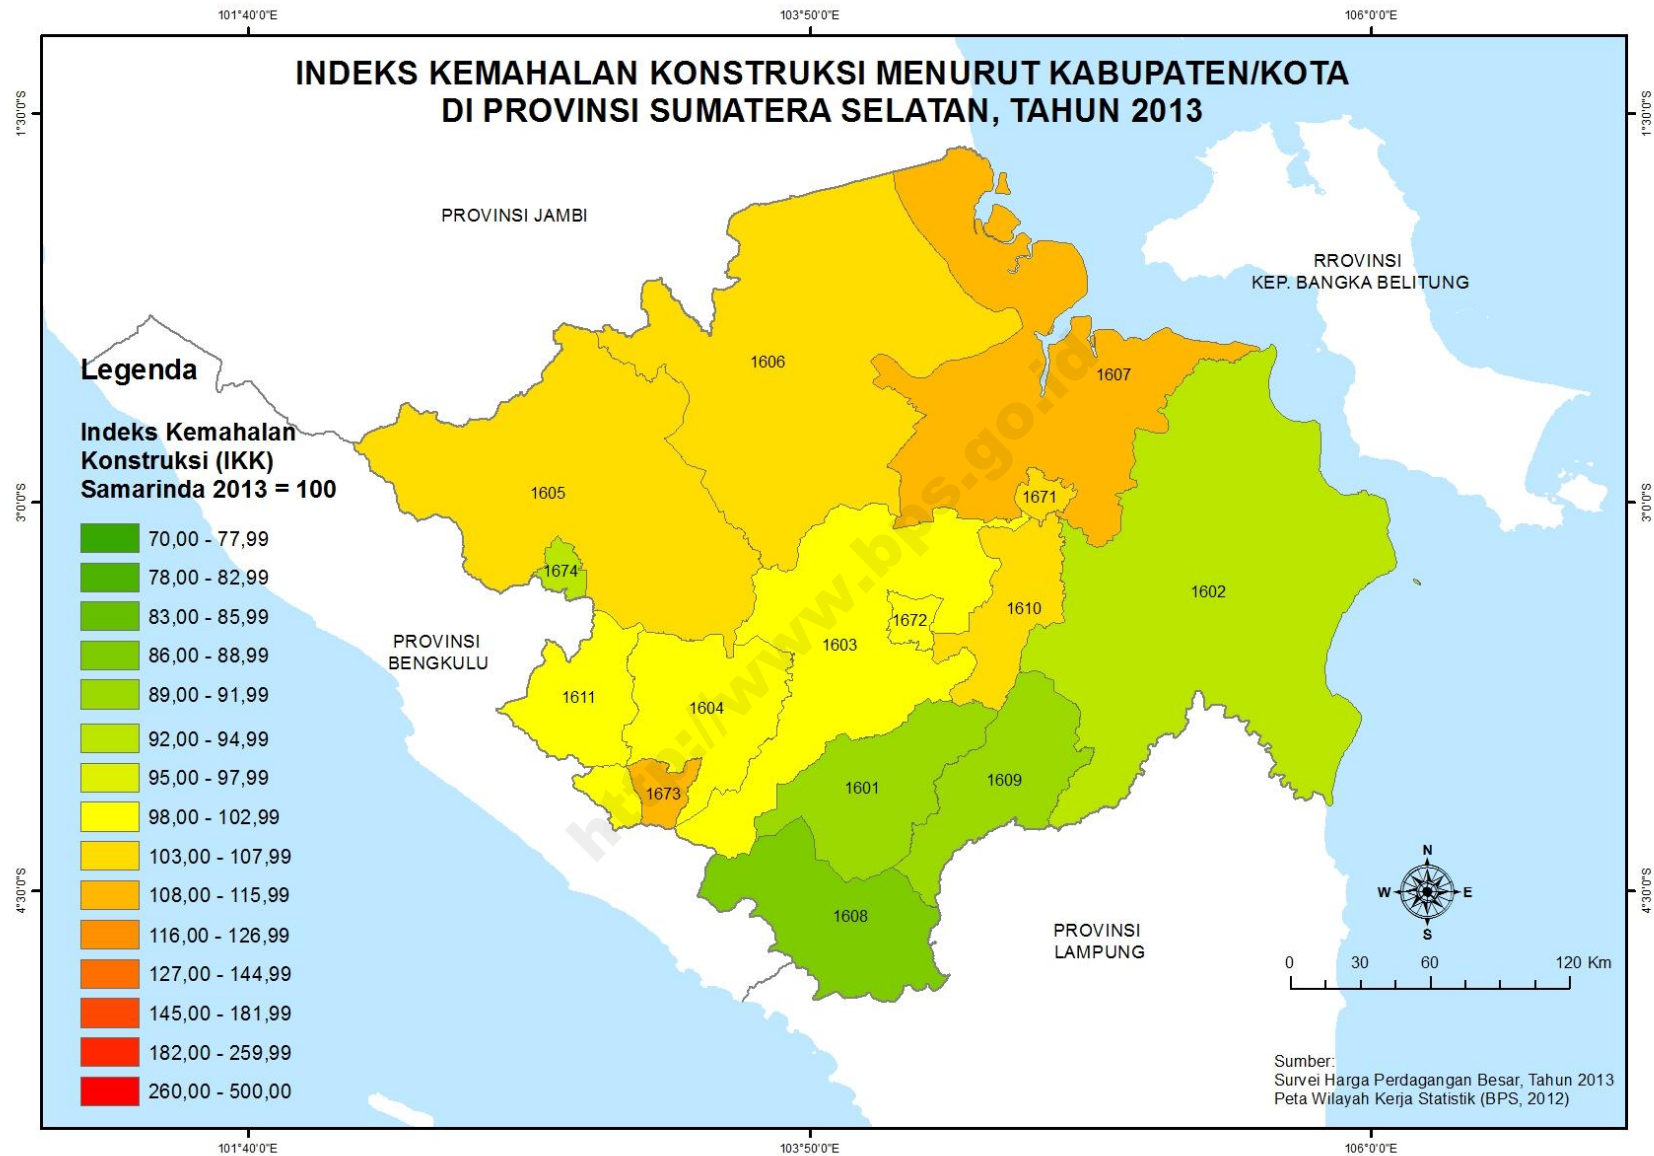 101°40'0"E
103°50'0"E
106°0'0"E
INDEKS KEMAHALAN KONSTRUKSI MENURUT KABUPATEN/KOTA
DI PROVINSI SUMATERA SELATAN, TAHUN 2013
1°30'0"S
1°30'0"S
PROVINSI JAMBI
RROVINSI
KEP. BANGKA BELITUNG
1606
1607
Legenda
Indeks Kemahalan
Konstruksi (IKK)
Samarinda 2013 = 100
3°0'0"S
3°0'0"S
1605
1671
1674
1602
1610
1672
1603
PROVINSI
BENGKULU
1611
1604
1673
1601
1609
1608
70,00 - 77,99
78,00 - 82,99
83,00 - 85,99
86,00 - 88,99
89,00 - 91,99
92,00 - 94,99
95,00 - 97,99
98,00 - 102,99
103,00 - 107,99
108,00 - 115,99
116,00 - 126,99
127,00 - 144,99
145,00 - 181,99
182,00 - 259,99
260,00 - 500,00
http://www.bps.go.id
4°30'0"S
4°30'0"S
N
W
E
S
PROVINSI
LAMPUNG
0 30 60 120 Km
Sumber:
Survei Harga Perdagangan Besar, Tahun 2013
Peta Wilayah Kerja Statistik (BPS, 2012)
101°40'0"E
103°50'0"E
106°0'0"E